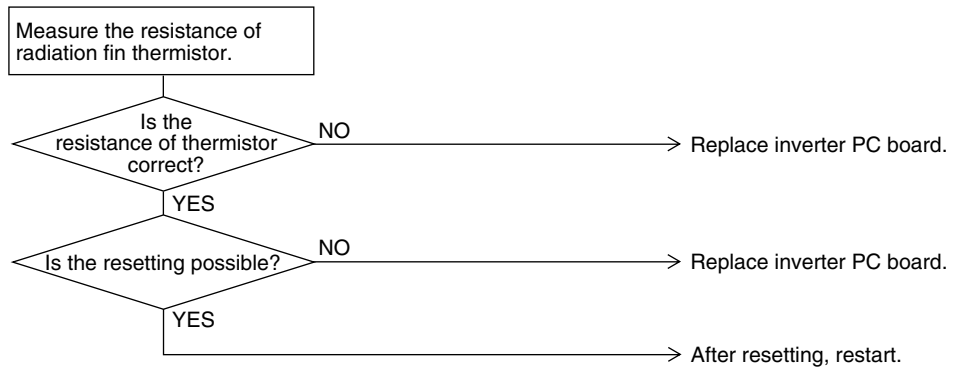 Measure the resistance of
radiation fin thermistor.
Is the
resistance of thermistor
correct?
NO
Replace inverter PC board.
YES
Is the resetting possible?
NO
Replace inverter PC board.
YES
After resetting, restart.